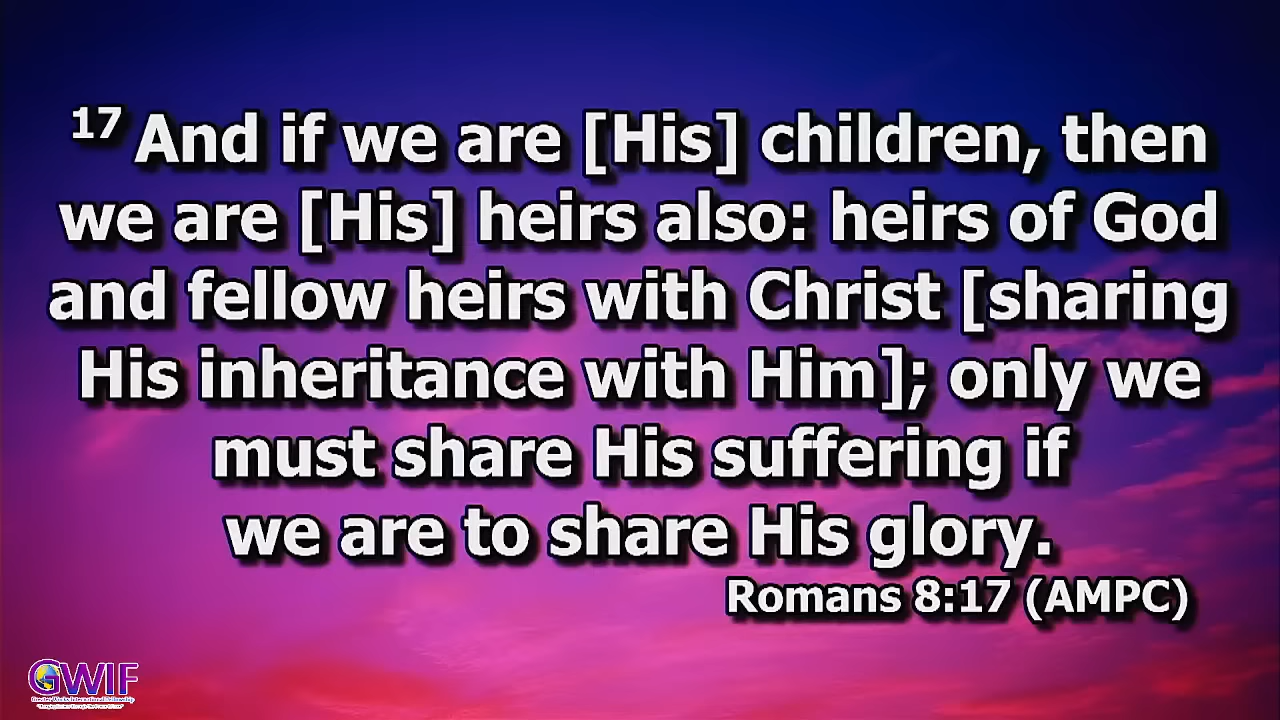 17 And if we are [His] children, then
we are [His] heirs also: heirs of God
and fellow heirs with Christ [sharing
His inheritance with Him]; only we
must share His suffering if
we are to share His glory.
Romans 8:17 (AMPC)
GWIF